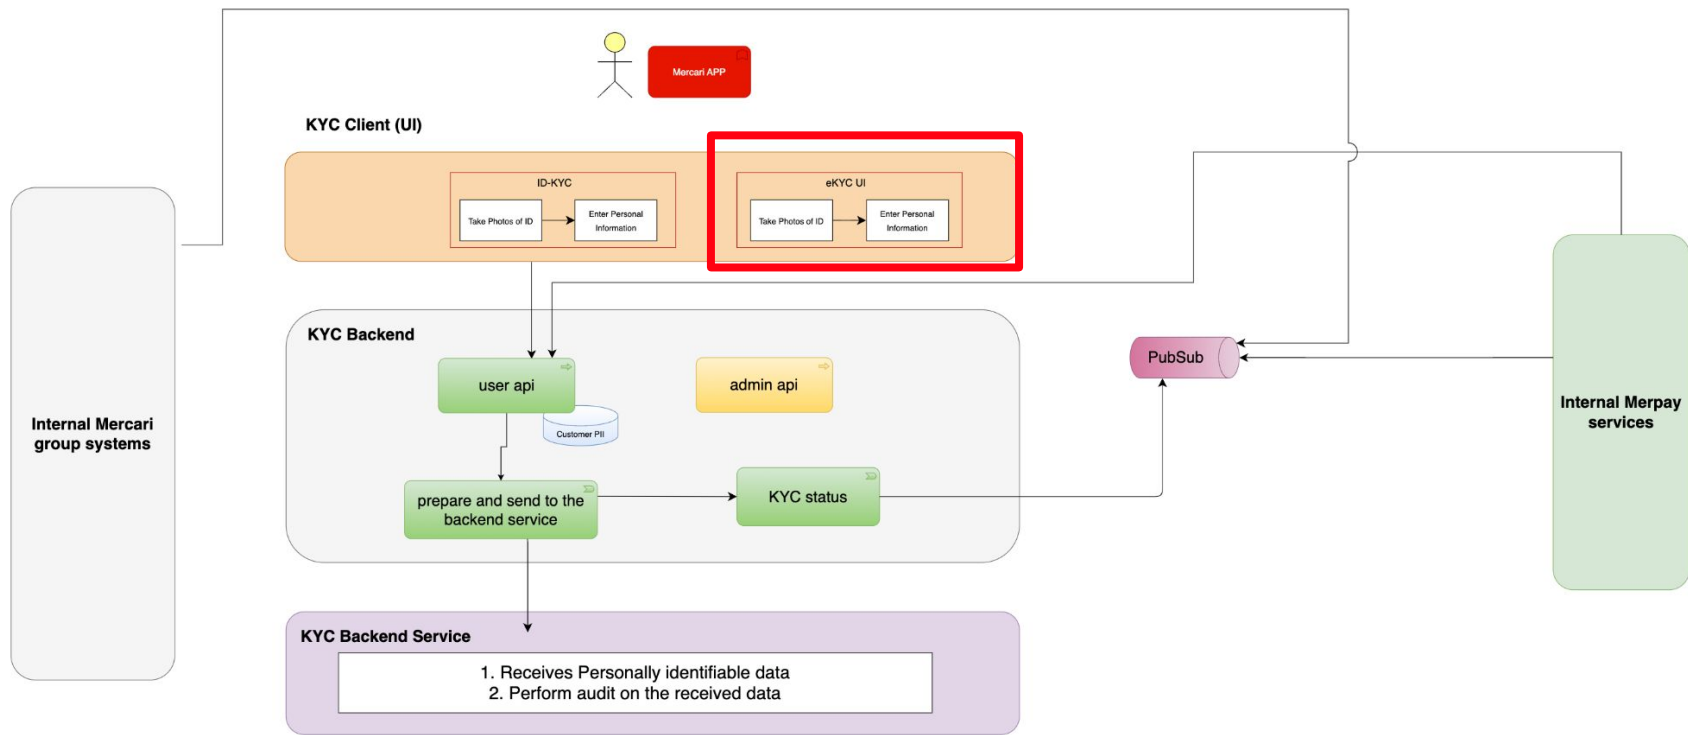 Mercari APP
KYC Client (UI)
ID-KYC
Take Photos of ID
Enter Personal
Information
eKYC UI
Take Photos of ID
Enter Personal
Information
KYC Backend
user api
Customer PII
admin api
prepare and send to the
backend service
KYC status
PubSub
Internal Mercari
group systems
Internal Merpay
services
KYC Backend Service
1. Receives Personally identifiable data
2. Perform audit on the received data